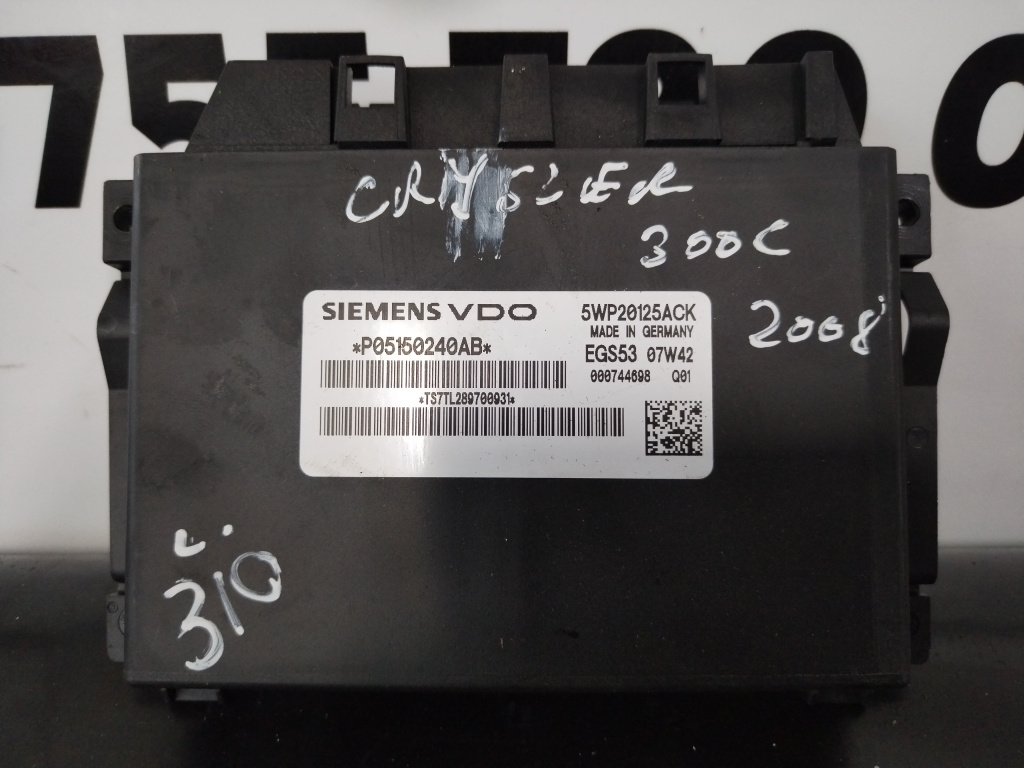 CRYSLER
300C
2008
SIEMENS VDO
5WP20125ACK
MADE IN GERMANY
*P05150240AB*
EGS53 07W42
000744698 Q01
*TS7TL289700931*
310